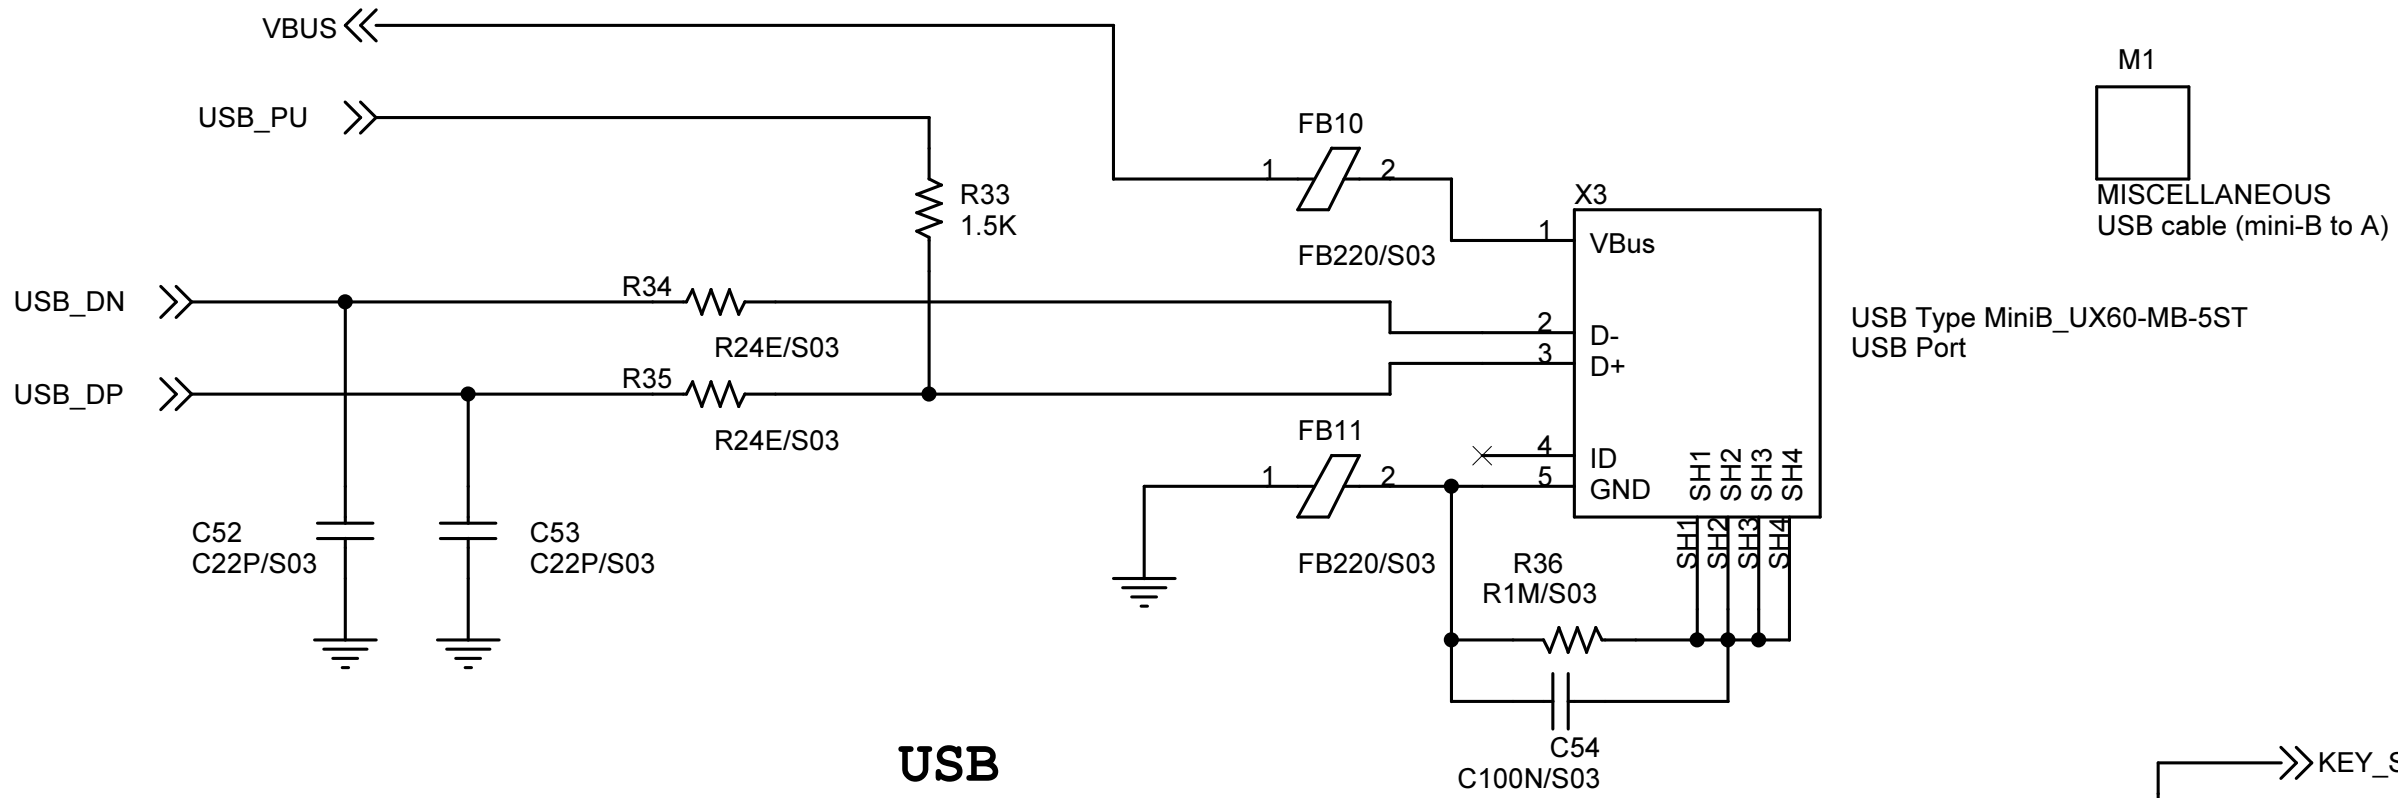 VBUS
M1
USB_PU
FB10
1
2
R33
1.5K
MISCELLANEOUS
USB cable (mini-B to A)
X3
1
VBus
FB220/S03
USB_DN
R34
R24E/S03
2
D-
3
D+
USB Type MiniB_UX60-MB-5ST
USB Port
USB_DP
R35
R24E/S03
FB11
1
2
4
ID
5
GND
SH1
SH2
SH3
SH4
SH1
SH2
SH3
SH4
C52
C22P/S03
C53
C22P/S03
FB220/S03
R36
R1M/S03
USB
C54
C100N/S03
KEY_S